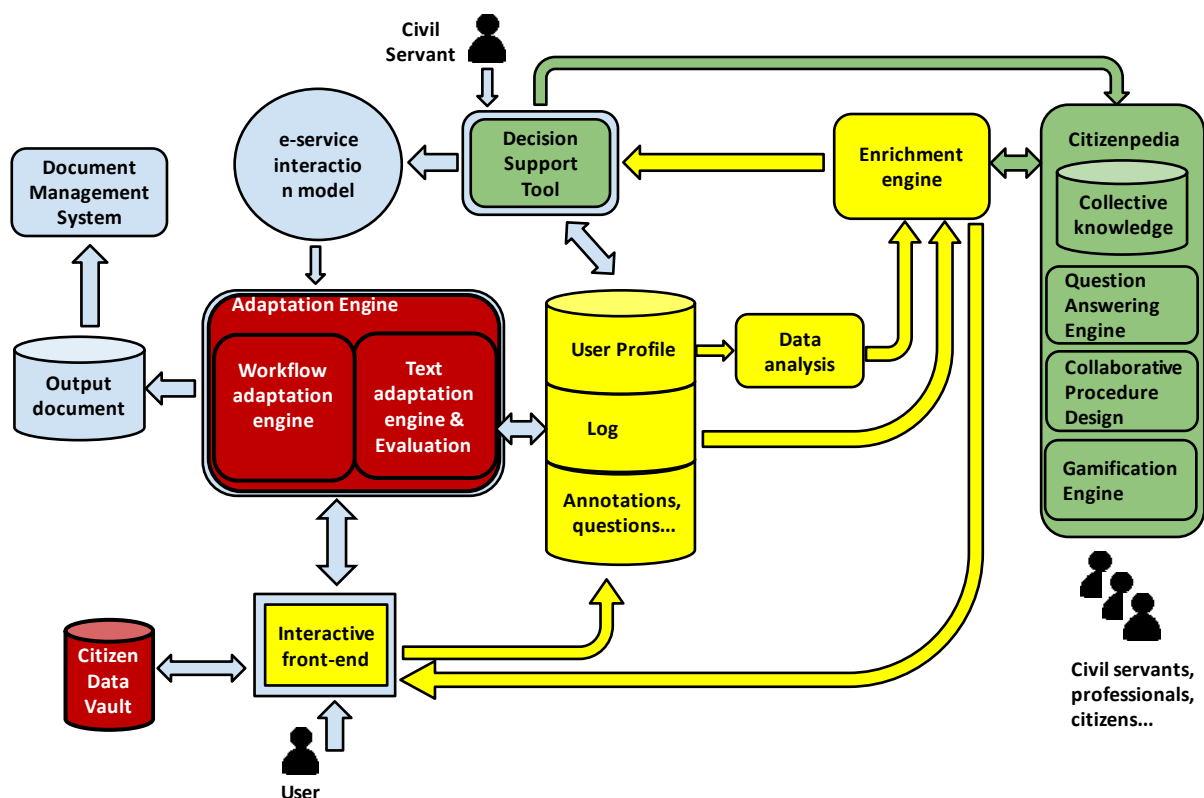 Civil
Servant
e-service
interactio
n model
Decision
Support
Tool
Enrichment
engine
Citizenpedia
Collective
knowledge
Question
Answering
Engine
Collaborative
Procedure
Design
Gamification
Engine
Document
Management
System
Output
document
Adaptation Engine
Workflow
adaptation
engine
Text
adaptation
engine &
Evaluation
User Profile
Log
Annotations,
questions...
Data
analysis
Citizen
Data
Vault
Interactive
front-end
User
Civil servants,
professionals,
citizens...